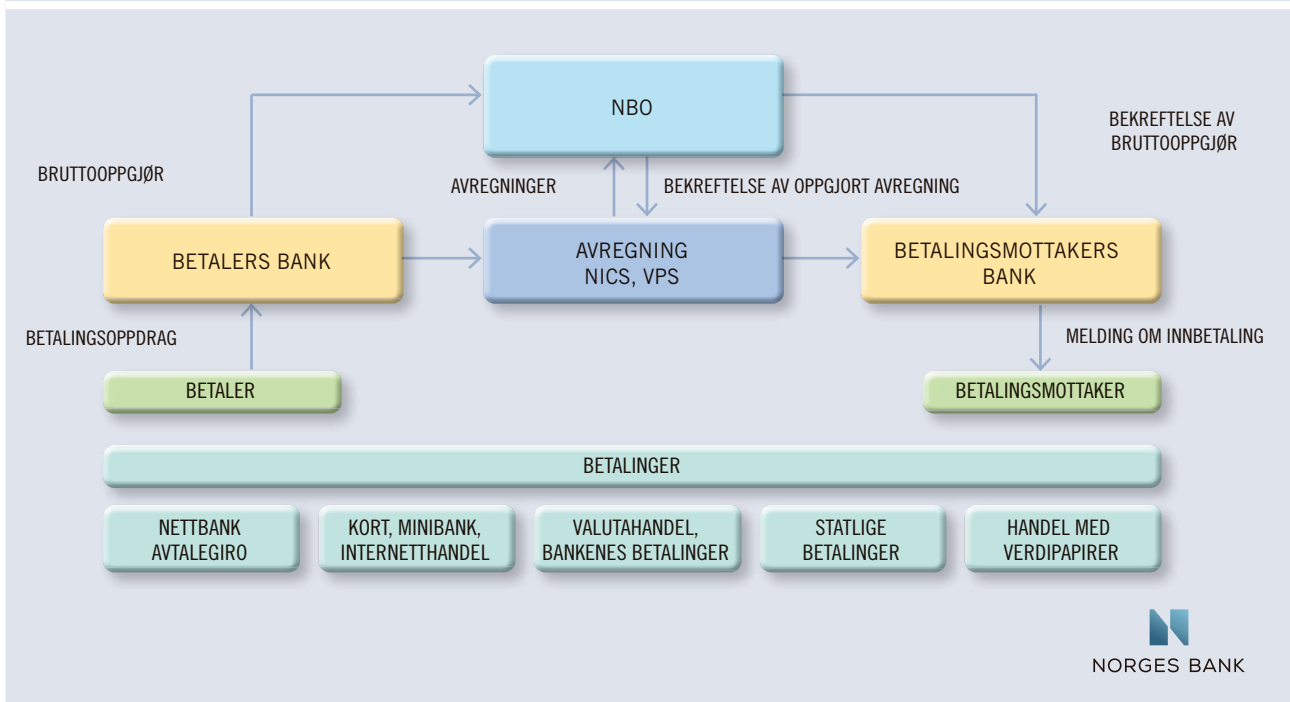 NBO
BEKREFTELSE AV
BRUTTOOPPGJØR
BRUTTOOPPGJØR
AVREGNINGER
BEKREFTELSE AV OPPGJORT AVREGNING
BETALERS BANK
AVREGNING
NICS, VPS
BETALINGSMOTTAKERS
BANK
BETALINGSOPPDRAG
MELDING OM INNBETALING
BETALER
BETALINGSMOTTAKER
BETALINGER
NETTBANK
AVTALEGIRO
KORT, MINIBANK,
INTERNETTHANDEL
VALUTAHANDEL,
BANKENES BETALINGER
STATLIGE
BETALINGER
HANDEL MED
VERDIPAPIRER
NORGES BANK